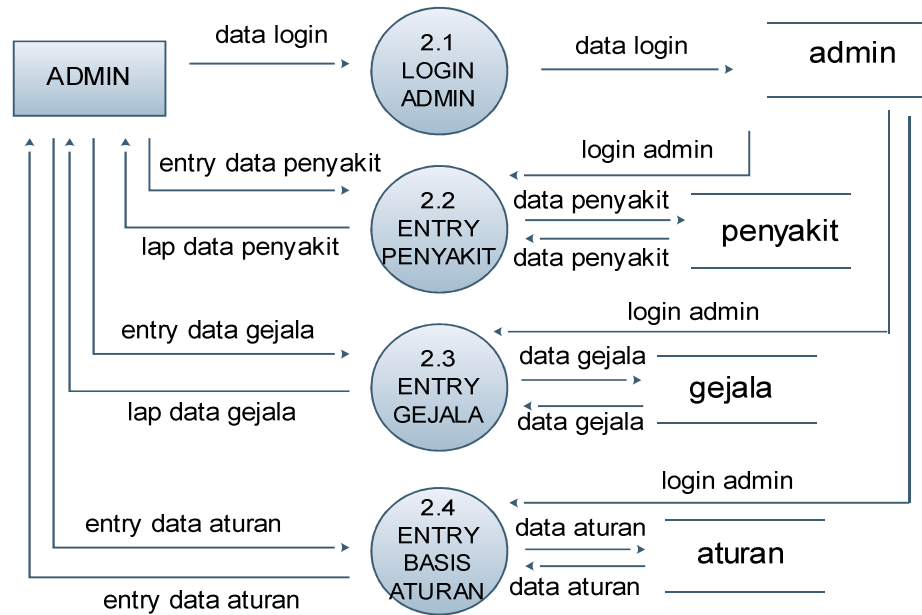 data login
2.1
LOGIN
ADMIN
data login
admin
ADMIN
entry data penyakit
login admin
2.2
ENTRY
PENYAKIT
data penyakit
penyakit
data penyakit
lap data penyakit
entry data gejala
login admin
2.3
ENTRY
GEJALA
data gejala
gejala
data gejala
lap data gejala
login admin
2.4
ENTRY
BASIS
ATURAN
entry data aturan
data aturan
aturan
data aturan
entry data aturan